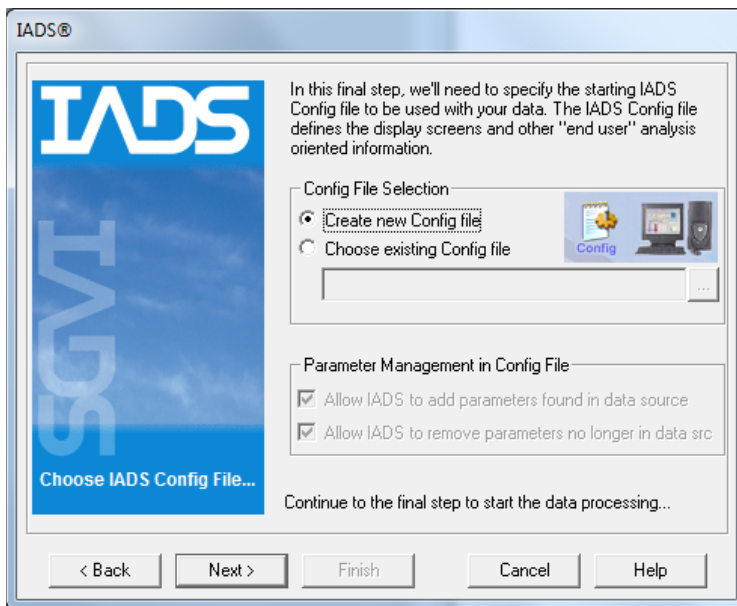 IADS®
IADS
IADS
In this final step, we'll need to specify the starting IADS
Config file to be used with your data. The IADS Config file
defines the display screens and other "end user" analysis
oriented information.
Config File Selection
Create new Config file
Choose existing Config file
Config
...
Parameter Management in Config File
Allow IADS to add parameters found in data source
Allow IADS to remove parameters no longer in data src
Choose IADS Config File...
Continue to the final step to start the data processing...
< Back
Next >
Finish
Cancel
Help